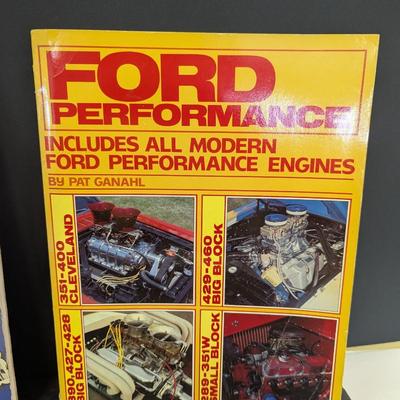 FORD
PERFORMANCE
INCLUDES ALL MODERN
FORD PERFORMANCE ENGINES
BY PAT GANAHL
351-400
CLEVELAND
429-460
BIG BLOCK
390,427-428
BIG BLOCK
289-351W
SMALL BLOCK